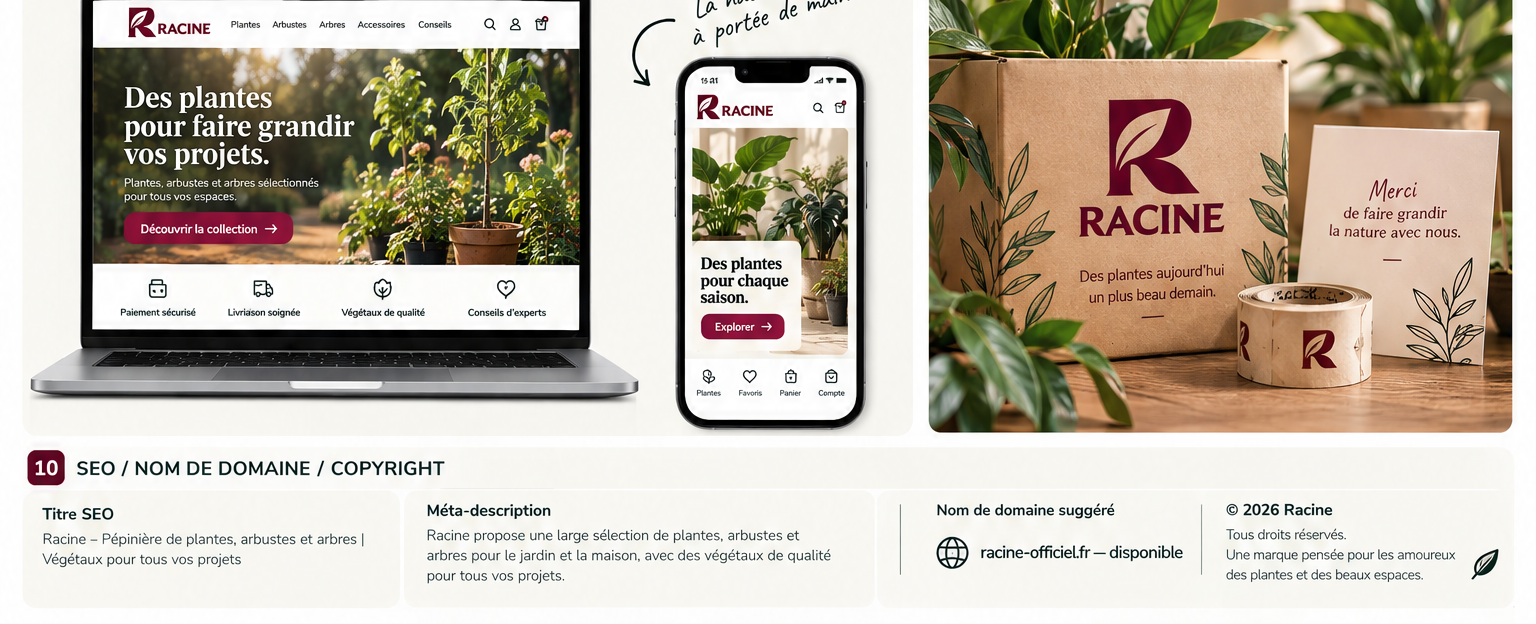 RACINE
Plantes Arbustes Arbres Accessoires Conseils
Des plantes
pour faire grandir
vos projets.
Plantes, arbustes et arbres sélectionnés
pour tous vos espaces.
Découvrir la collection
Paiement sécurisé Livriaison soignée Végétaux de qualité Conseils d'experts
La
à portée de main
RACINE
Des plantes
pour chaque
saison.
Explorer
Plantes Favoris Panier Compte
R
RACINE
Des plantes aujourd'hui
un plus beau demain.
Merci
de faire grandir
la nature avec nous.
R
10 SEO / NOM DE DOMAINE / COPYRIGHT
Titre SEO
Racine – Pépinière de plantes, arbustes et arbres |
Végétaux pour tous vos projets
Méta-description
Racine propose une large sélection de plantes, arbustes et
arbres pour le jardin et la maison, avec des végétaux de qualité
pour tous vos projets.
Nom de domaine suggéré
racine-officiel.fr — disponible
© 2026 Racine
Tous droits réservés.
Une marque pensée pour les amoureux
des plantes et des beaux espaces.